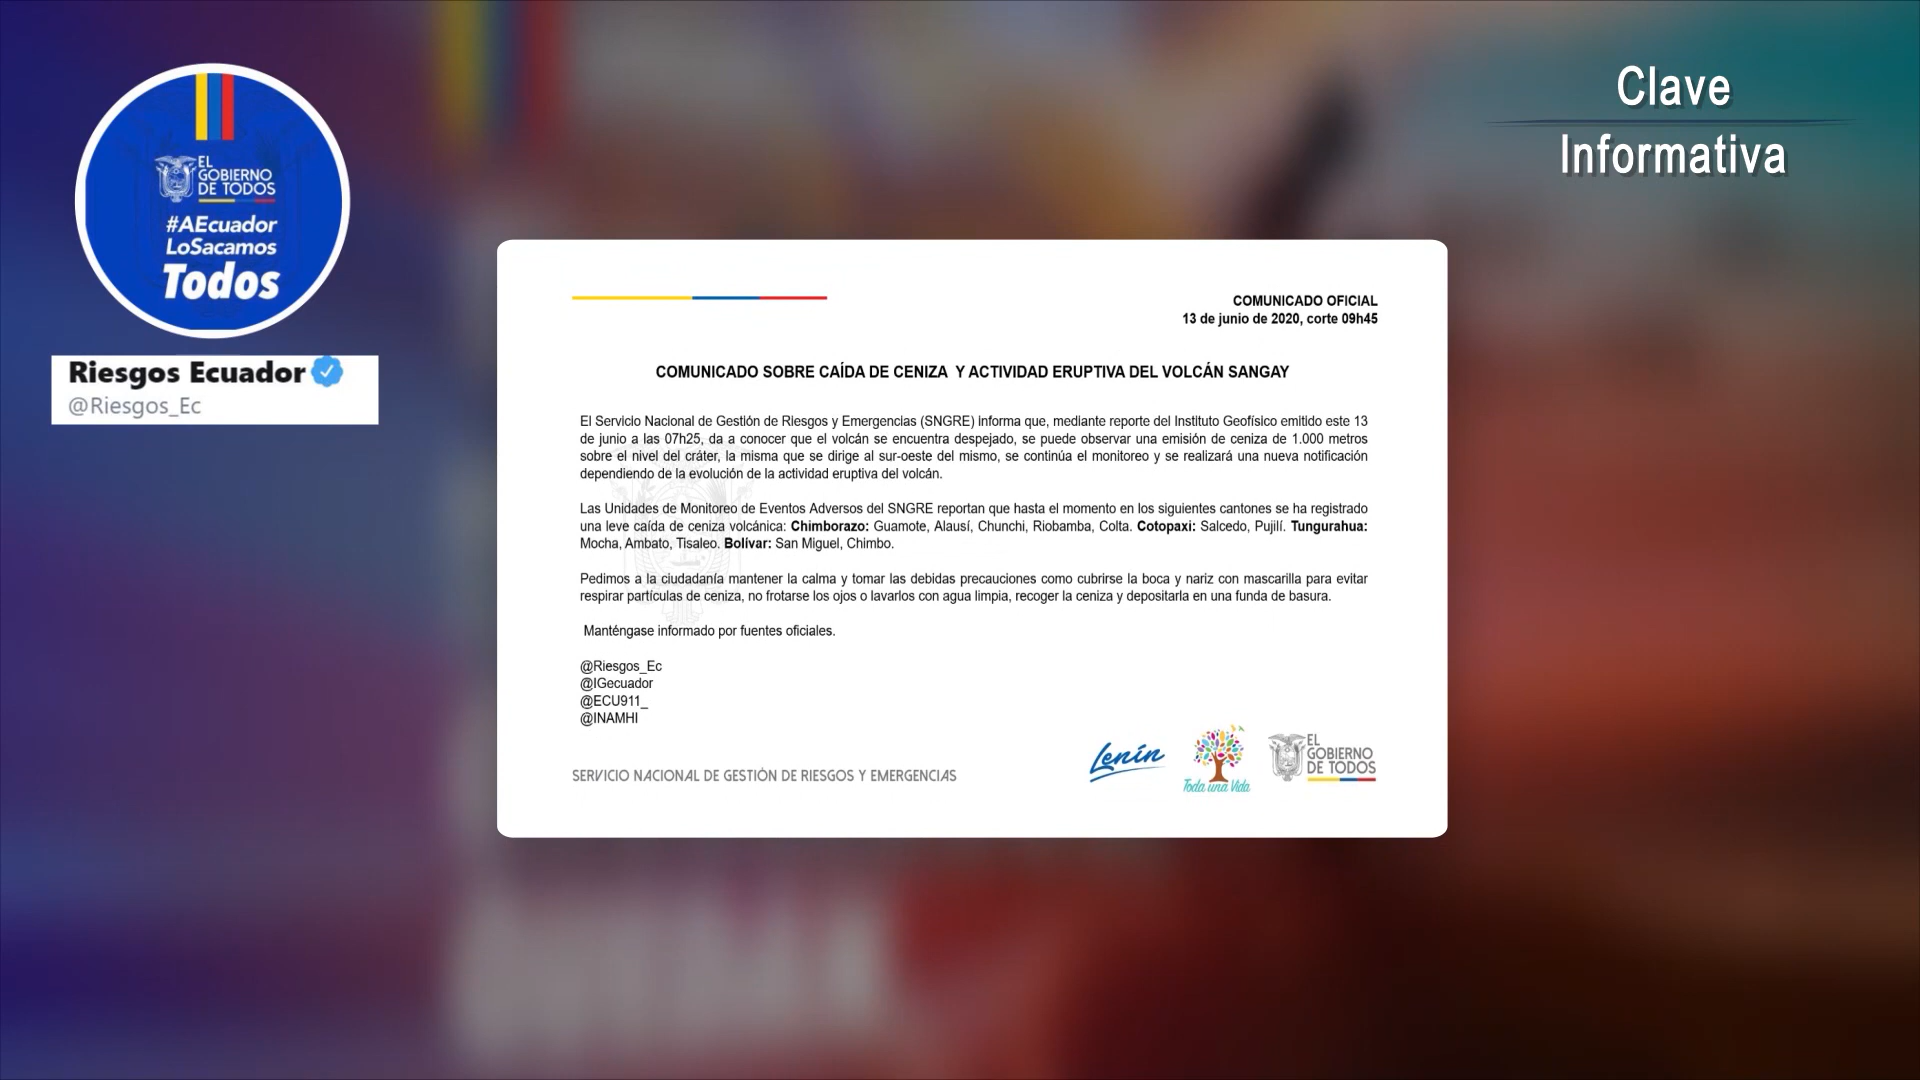 EL
GOBIERNO
DE TODOS
#AEcuador
LoSacamos
Todos
Riesgos Ecuador
@Riesgos_Ec
Clave
Informativa
COMUNICADO OFICIAL
13 de junio de 2020, corte 09h45
COMUNICADO SOBRE CAÍDA DE CENIZA Y ACTIVIDAD ERUPTIVA DEL VOLCÁN SANGAY
El Servicio Nacional de Gestión de RIesgos y Emergencias (SNGRE) informa que, mediante reporte del Instituto Geofísico emitido este 13
de junio a las 07h25, da a conocer que el volcán se encuentra despejado, se puede observar una emisión de ceniza de 1.000 metros
sobre el nivel del cráter, la misma que se dirige al sur-oeste del mismo, se continúa el monitoreo y se realizará una nueva notificación
dependiendo de la evolución de la actividad eruptiva del volcán.
Las Unidades de Monitoreo de Eventos Adversos del SNGRE reportan que hasta el momento en los siguientes cantones se ha registrado
una leve caída de ceniza volcánica: Chimborazo: Guamote, Alausí, Chunchi, Riobamba, Colta. Cotopaxi: Salcedo, Pujilí. Tungurahua:
Mocha, Ambato, Tisaleo. Bolívar: San Miguel, Chimbo.
Pedimos a la ciudadanía mantener la calma y tomar las debidas precauciones como cubrirse la boca y nariz con mascarilla para evitar
respirar partículas de ceniza, no frotarse los ojos o lavarlos con agua limpia, recoger la ceniza y depositarla en una funda de basura.
Manténgase informado por fuentes oficiales.
@Riesgos_Ec
@IGecuador
@ECU911_
@INAMHI
SERVICIO NACIONAL DE GESTIÓN DE RIESGOS Y EMERGENCIAS
Lenín
Toda una Vida
EL
GOBIERNO
DE TODOS